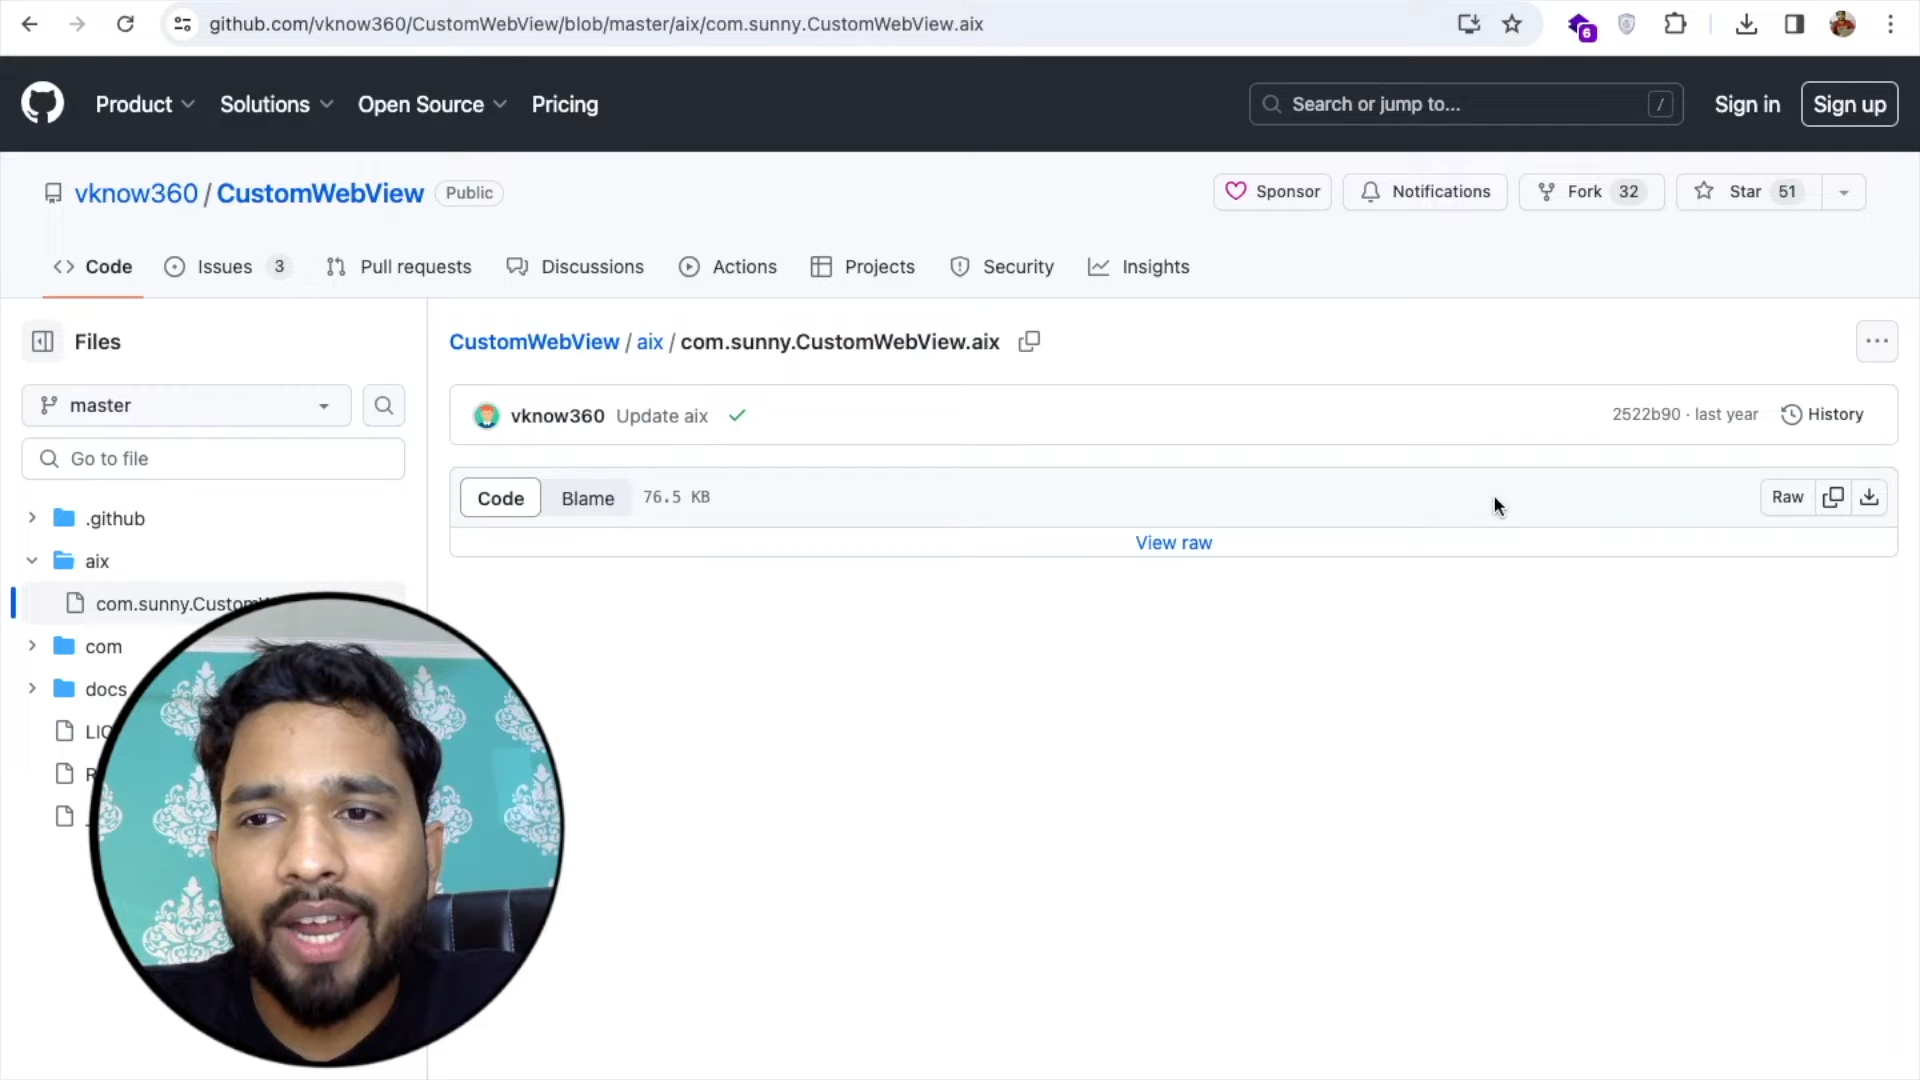 github.com/vknow360/CustomWebView/blob/master/aix/com.sunny.CustomWebView.aix
6
Product Solutions Open Source Pricing
Search or jump to... /
Sign in
Sign up
vknow360 / CustomWebView Public
Sponsor
Notifications
Fork 32
Star 51
Code
Issues 3
Pull requests
Discussions
Actions
Projects
Security
Insights
Files
master
Go to file
.github
aix
com.sunny.Custom
com
docs
CustomWebView / aix / com.sunny.CustomWebView.aix
vknow360 Update aix
2522b90 · last year
History
Code Blame 76.5 KB
Raw
View raw